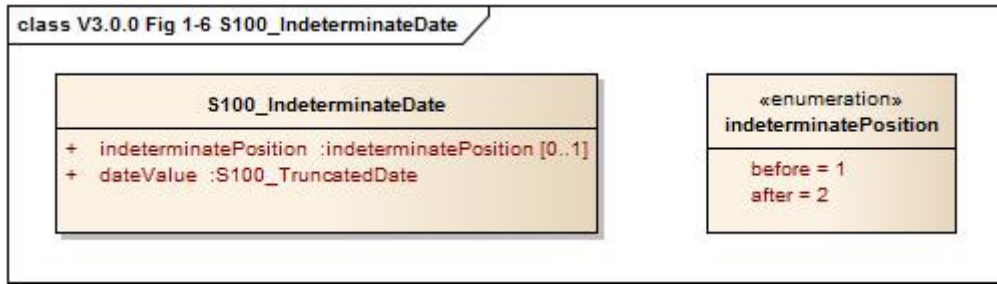 class V3.0.0 Fig 1-6 S100_IndeterminateDate
S100_IndeterminateDate
+ indeterminatePosition :indeterminatePosition [0..1]
+ dateValue :S100_TruncatedDate
«enumeration»
indeterminatePosition
before = 1
after = 2